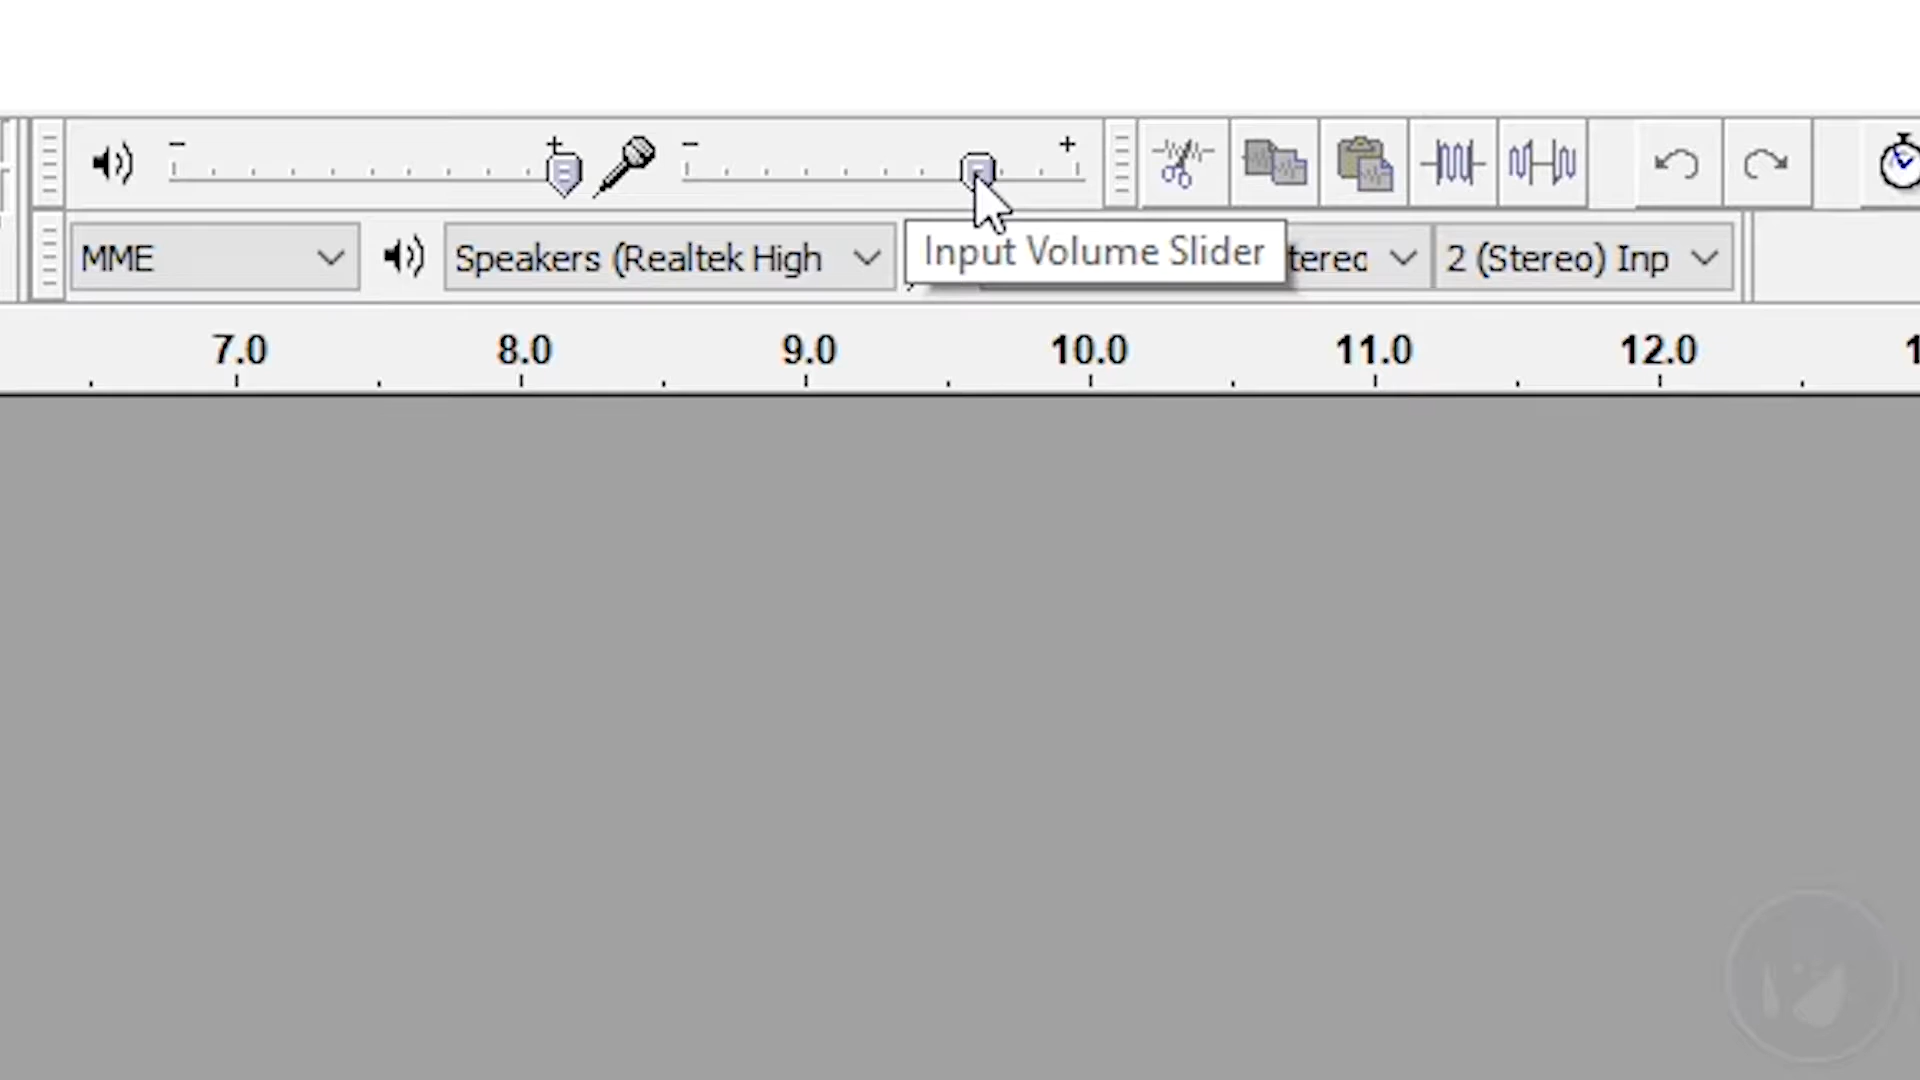 - + - +
MME
Speakers (Realtek High
Input Volume Slider
2 (Stereo) Inp
7.0 8.0 9.0 10.0 11.0 12.0